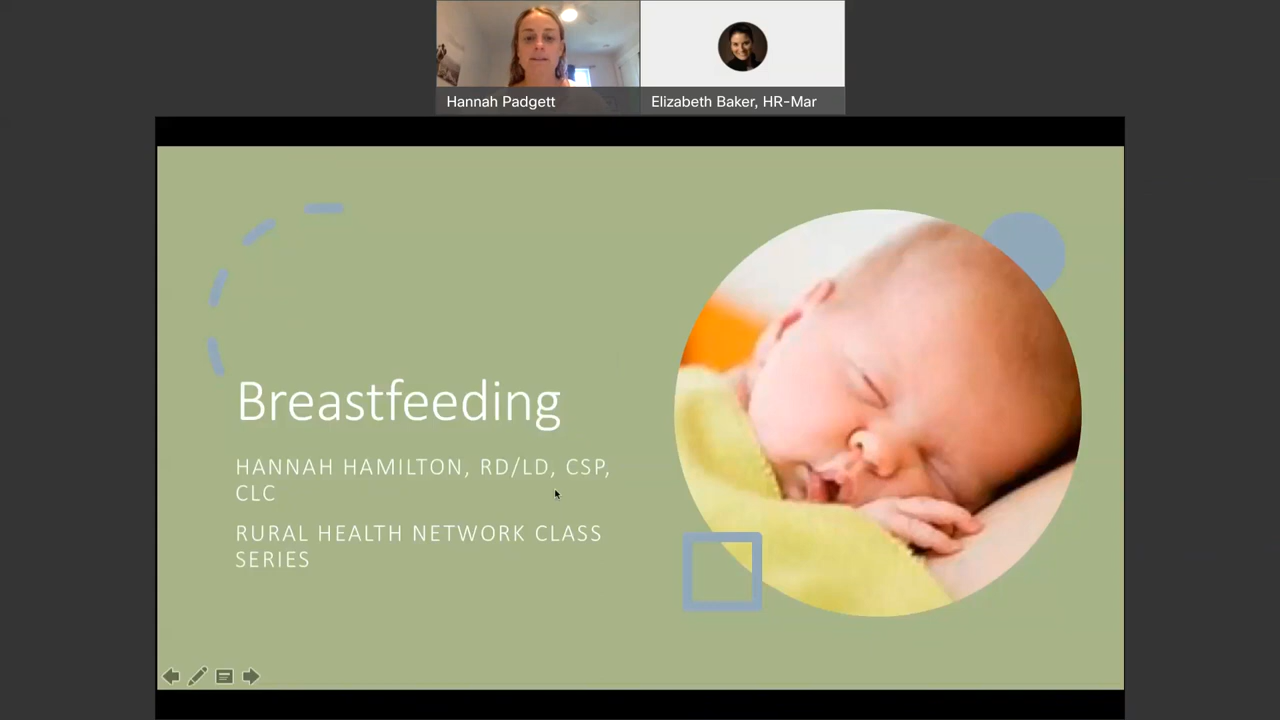 Hannah Padgett
Elizabeth Baker, HR-Mar
Breastfeeding
HANNAH HAMILTON, RD/LD, CSP,
CLC
RURAL HEALTH NETWORK CLASS
SERIES